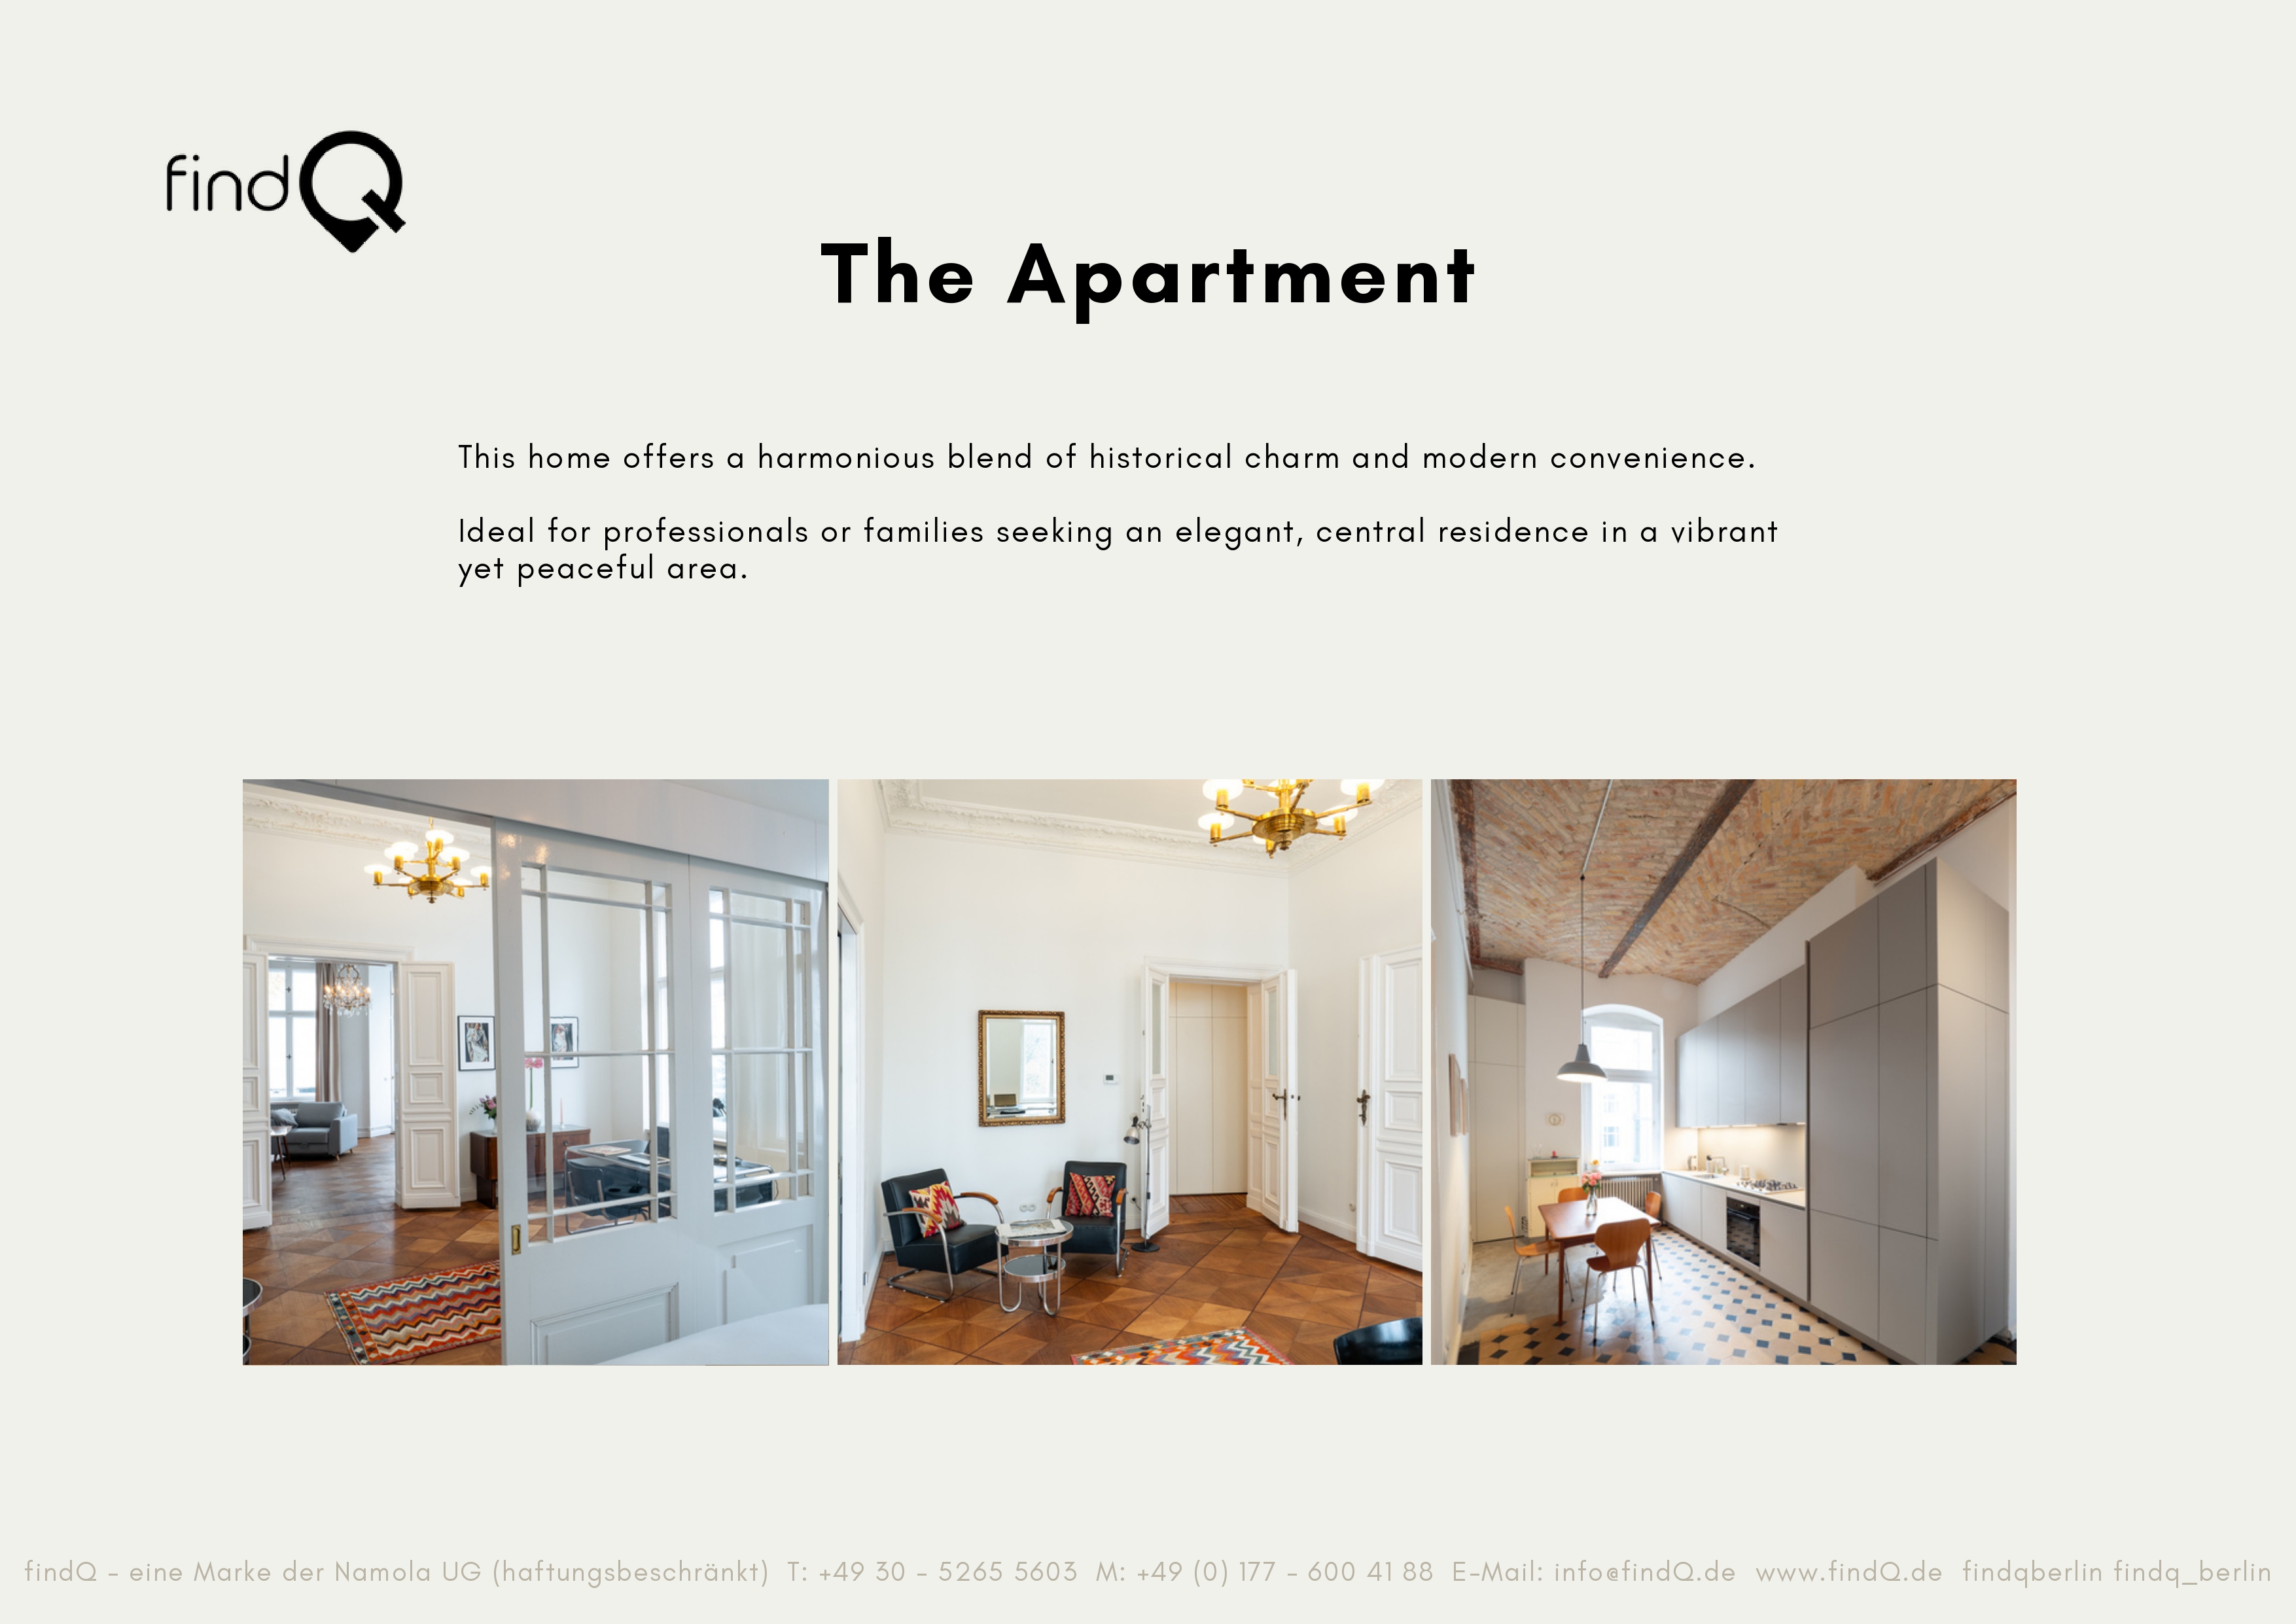 findQ
The Apartment
This home offers a harmonious blend of historical charm and modern convenience.
Ideal for professionals or families seeking an elegant, central residence in a vibrant
yet peaceful area.
findQ - eine Marke der Namola UG (haftungsbeschränkt)  T: +49 30 - 5265 5603  M: +49 (0) 177 - 600 41 88  E-Mail: info@findQ.de  www.findQ.de  findqberlin findq_berlin